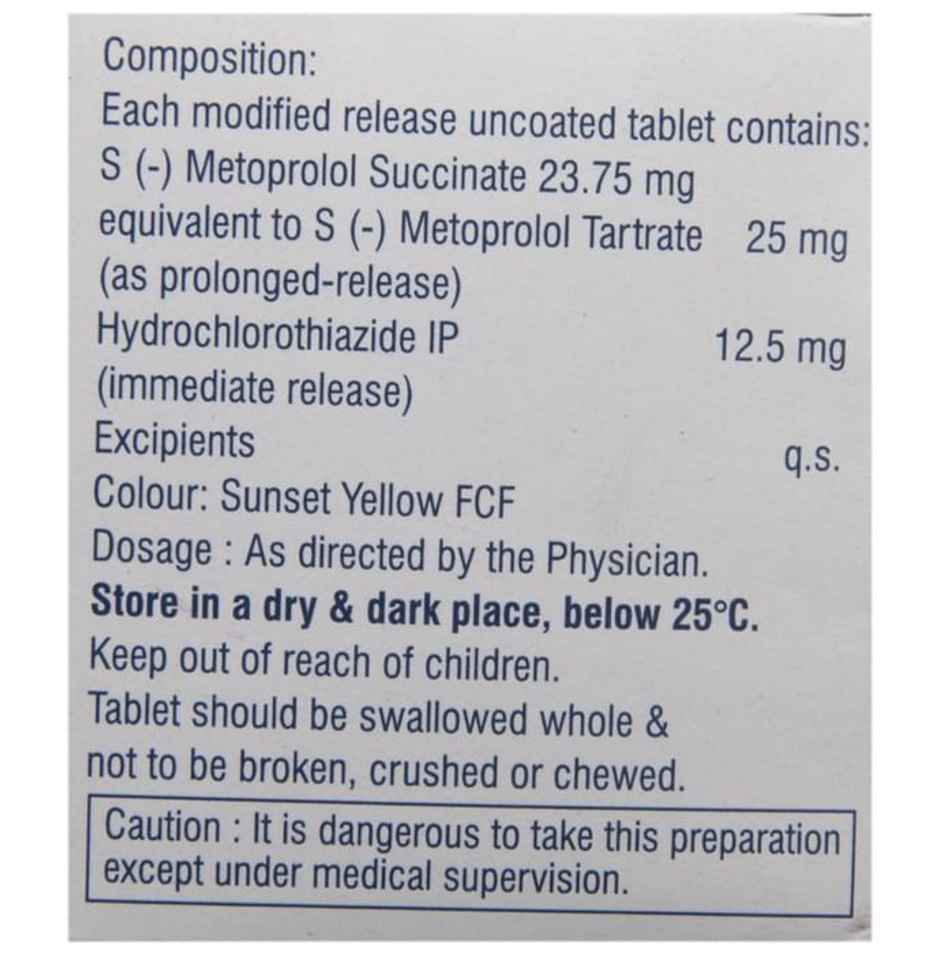 Composition:
Each modified release uncoated tablet contains:
S (-) Metoprolol Succinate 23.75 mg
equivalent to S (-) Metoprolol Tartrate 25 mg
(as prolonged-release)
Hydrochlorothiazide IP 12.5 mg
(immediate release)
Excipients q.s.
Colour: Sunset Yellow FCF
Dosage : As directed by the Physician.
Store in a dry & dark place, below 25°C.
Keep out of reach of children.
Tablet should be swallowed whole &
not to be broken, crushed or chewed.
Caution : It is dangerous to take this preparation
except under medical supervision.